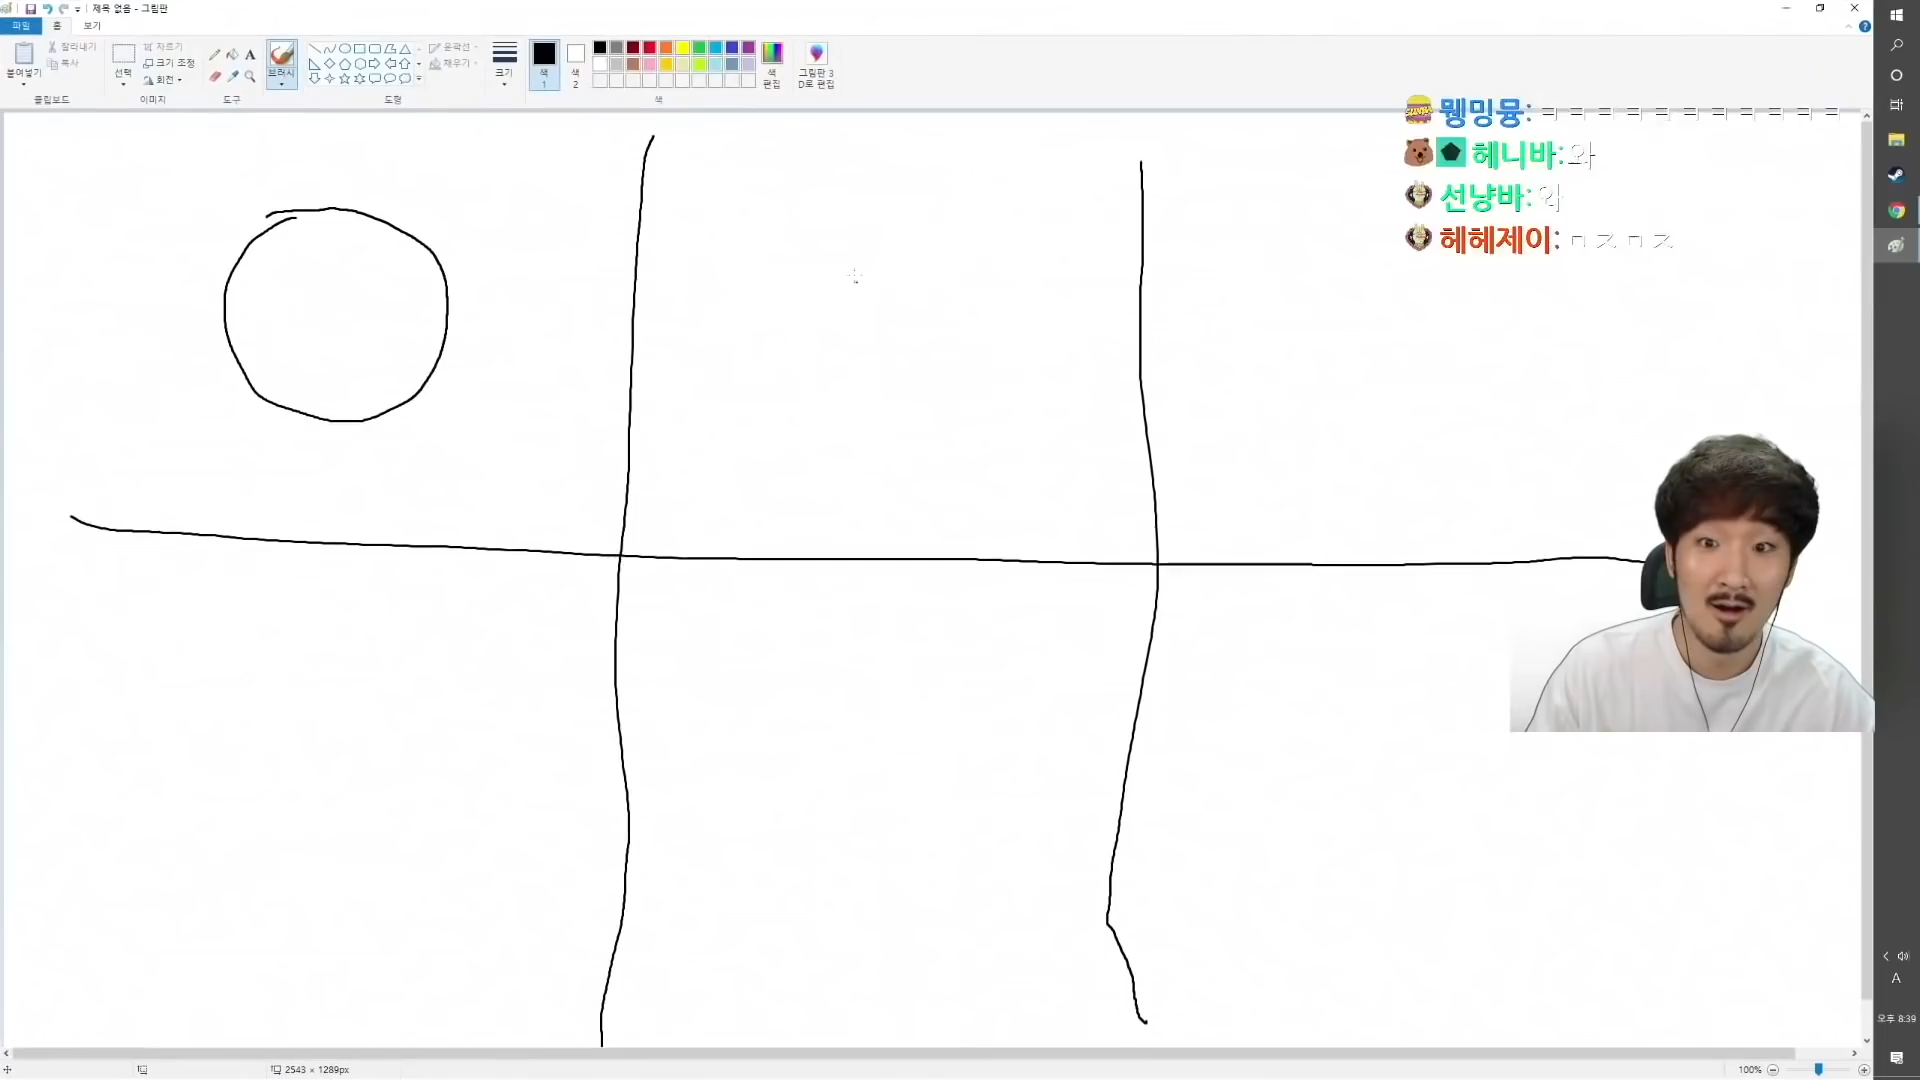 제목 없음 - 그림판
파일 홈 보기
붙여넣기
잘라내기
복사
클립보드
선택
자르기
크기 조정
회전
이미지
A
도구
브러시
윤곽선
채우기
도형
크기
색
1
색
2
색
편집
색
그림판 3
D로 편집
뭥밍뮹: ㅋㅋㅋㅋㅋㅋㅋㅋㅋㅋㅋ
헤니바: 와
선냥바: 와
헤헤제이: ㅁㅈㅁㅈ
A
오후 8:39
2543 × 1289px
100%